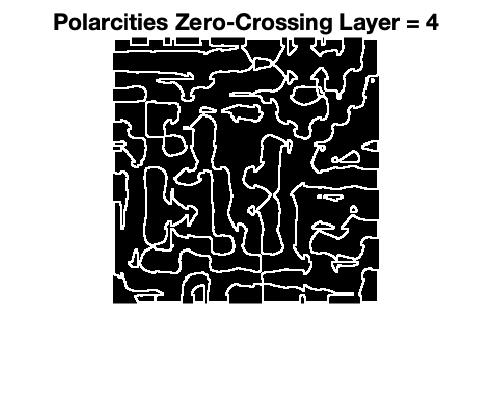 Polarcities Zero-Crossing Layer = 4